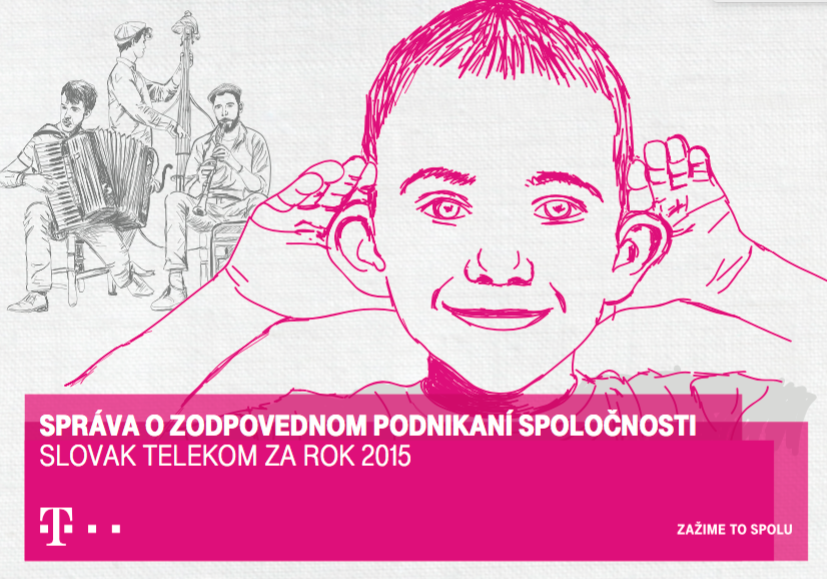 SPRÁVA O ZODPOVEDNOM PODNIKANÍ SPOLOČNOSTI
SLOVAK TELEKOM ZA ROK 2015
T
ZAŽIME TO SPOLU